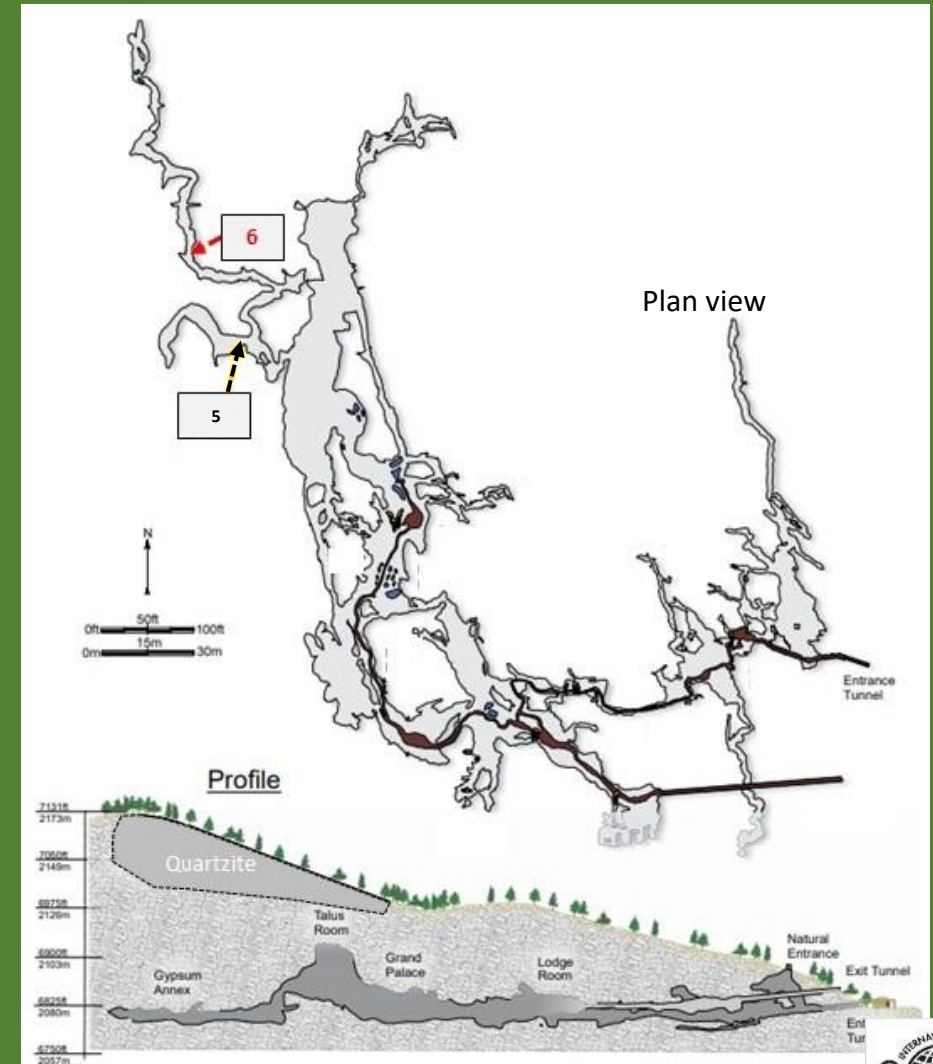 6
Plan view
5
N
50ft
0ft 100ft
15m
0m 30m
Entrance
Tunnel
Profile
7131ft
2173m
7050ft
2149m
Quartzite
6975ft
2126m
Talus
Room
6900ft
2103m
Grand
Palace
Lodge
Room
Natural
Entrance
Gypsum
Annex
Exit Tunnel
6825ft
2080m
6750ft
2057m